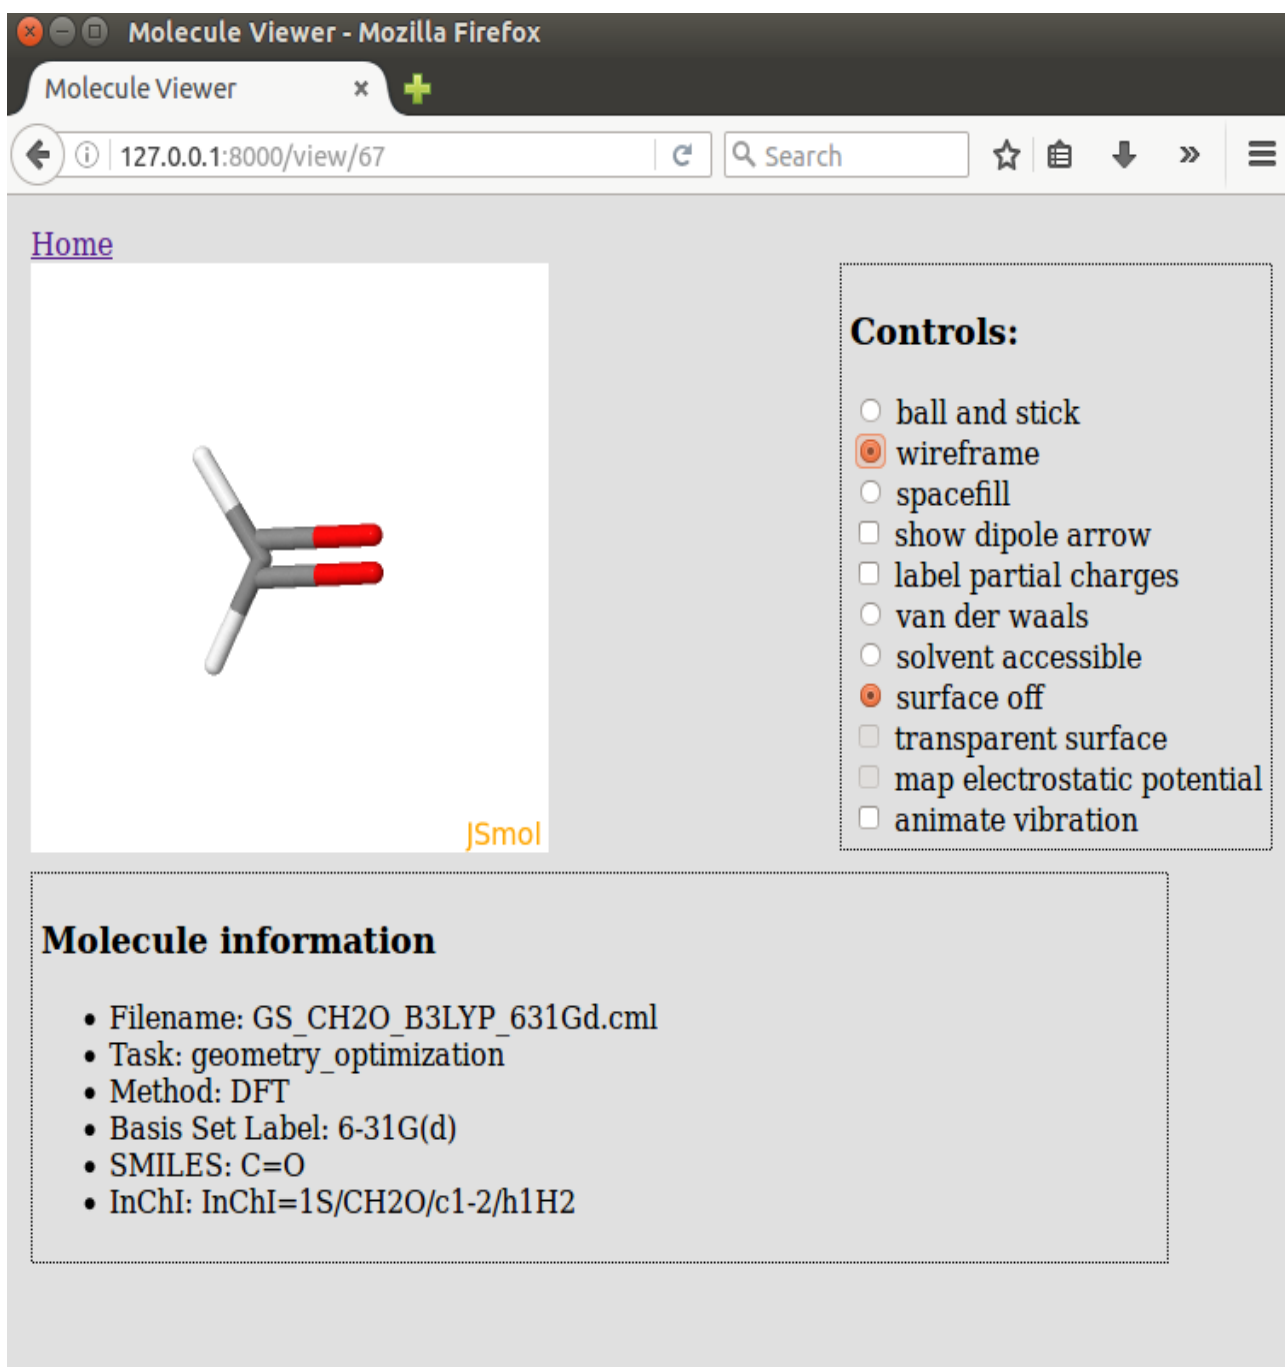 Molecule Viewer - Mozilla Firefox
Molecule Viewer
127.0.0.1:8000/view/67
Search
Home
JSmol
Controls:
ball and stick
wireframe
spacefill
show dipole arrow
label partial charges
van der waals
solvent accessible
surface off
transparent surface
map electrostatic potential
animate vibration
Molecule information
• Filename: GS_CH2O_B3LYP_631Gd.cml
• Task: geometry_optimization
• Method: DFT
• Basis Set Label: 6-31G(d)
• SMILES: C=O
• InChI: InChI=1S/CH2O/c1-2/h1H2